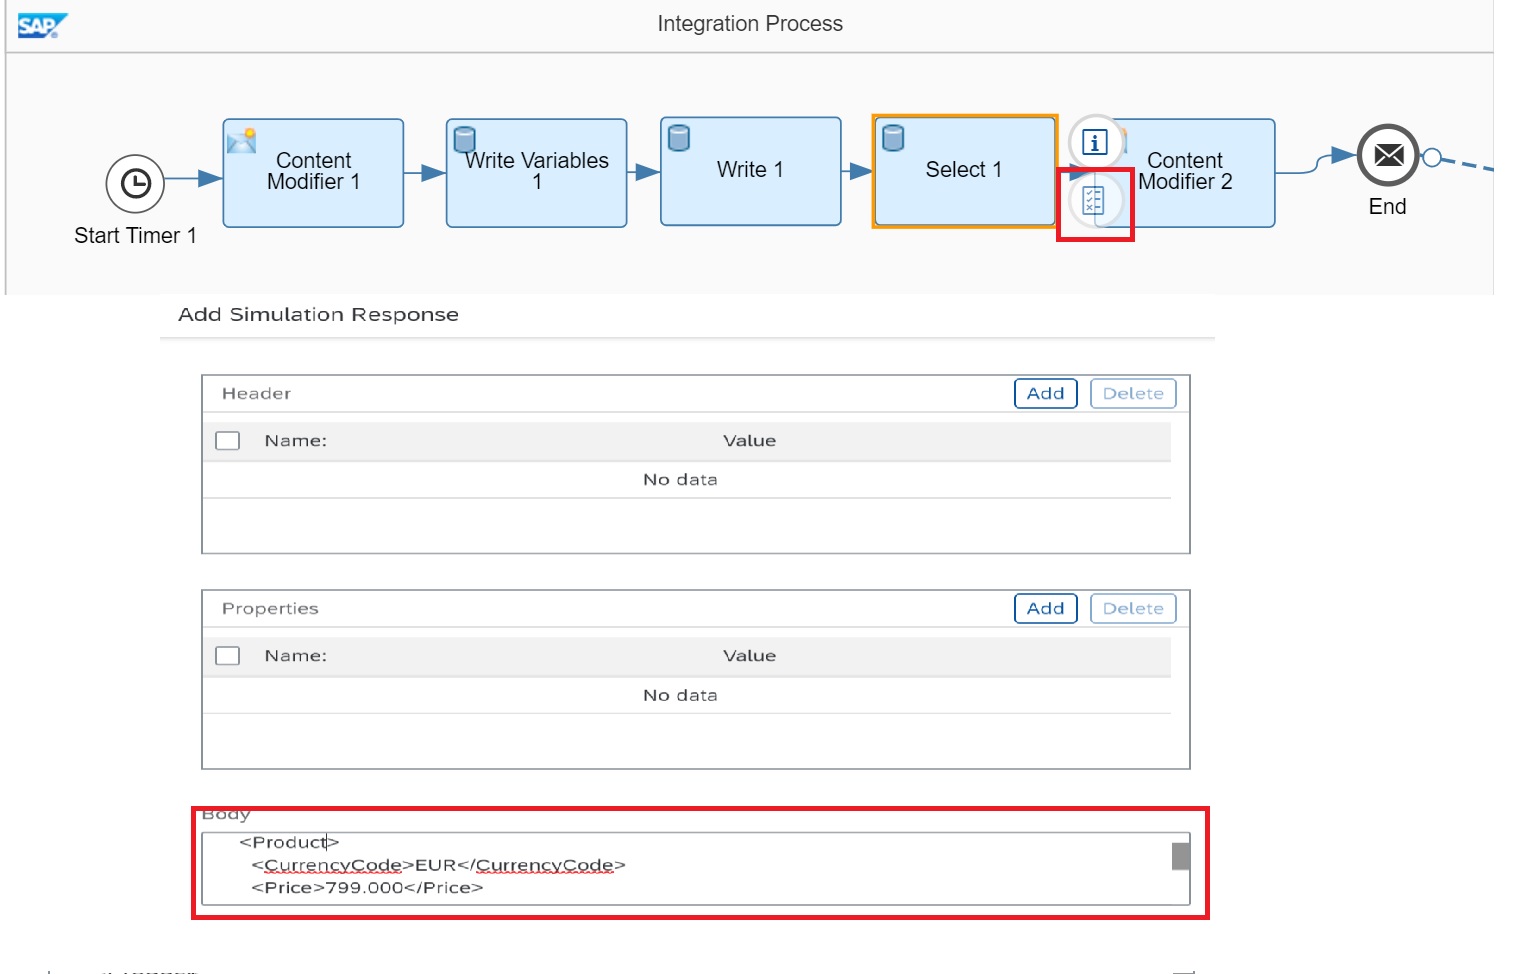 SAP
Integration Process
Content
Modifier 1
Write Variables
1
Write 1
Select 1
Content
Modifier 2
Start Timer 1
End
Add Simulation Response
Header
Add
Delete
Name:
Value
No data
Properties
Add
Delete
Name:
Value
No data
Body
<Product>
<CurrencyCode>EUR</CurrencyCode>
<Price>799.000</Price>